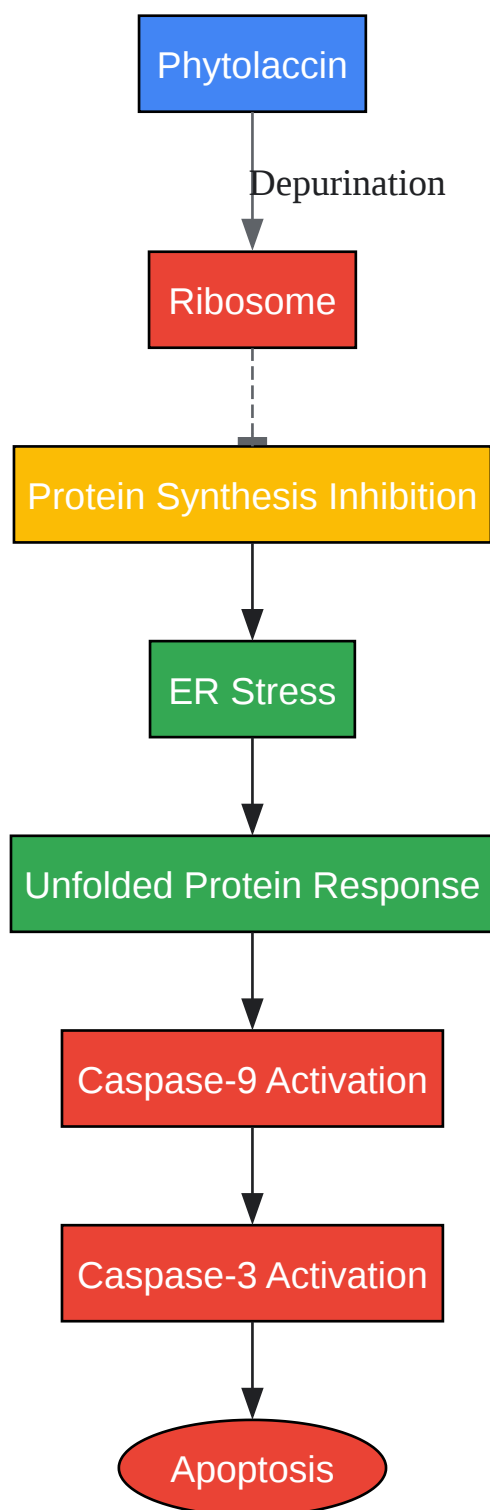 Phytolaccin
Depurination
Ribosome
Protein Synthesis Inhibition
ER Stress
Unfolded Protein Response
Caspase-9 Activation
Caspase-3 Activation
Apoptosis